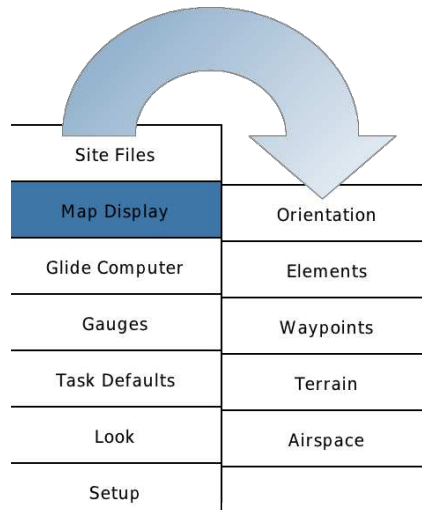 Site Files
Map Display
Glide Computer
Gauges
Task Defaults
Look
Setup
Orientation
Elements
Waypoints
Terrain
Airspace